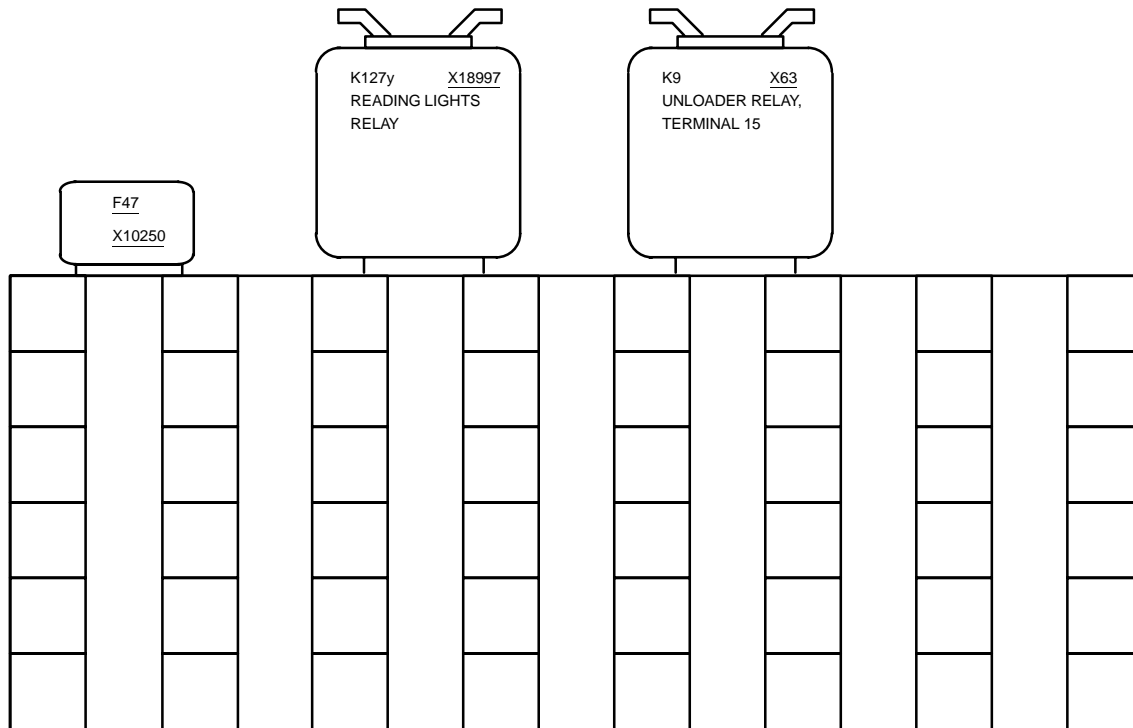 K127y X18997
READING LIGHTS
RELAY
K9 X63
UNLOADER RELAY,
TERMINAL 15
F47
X10250